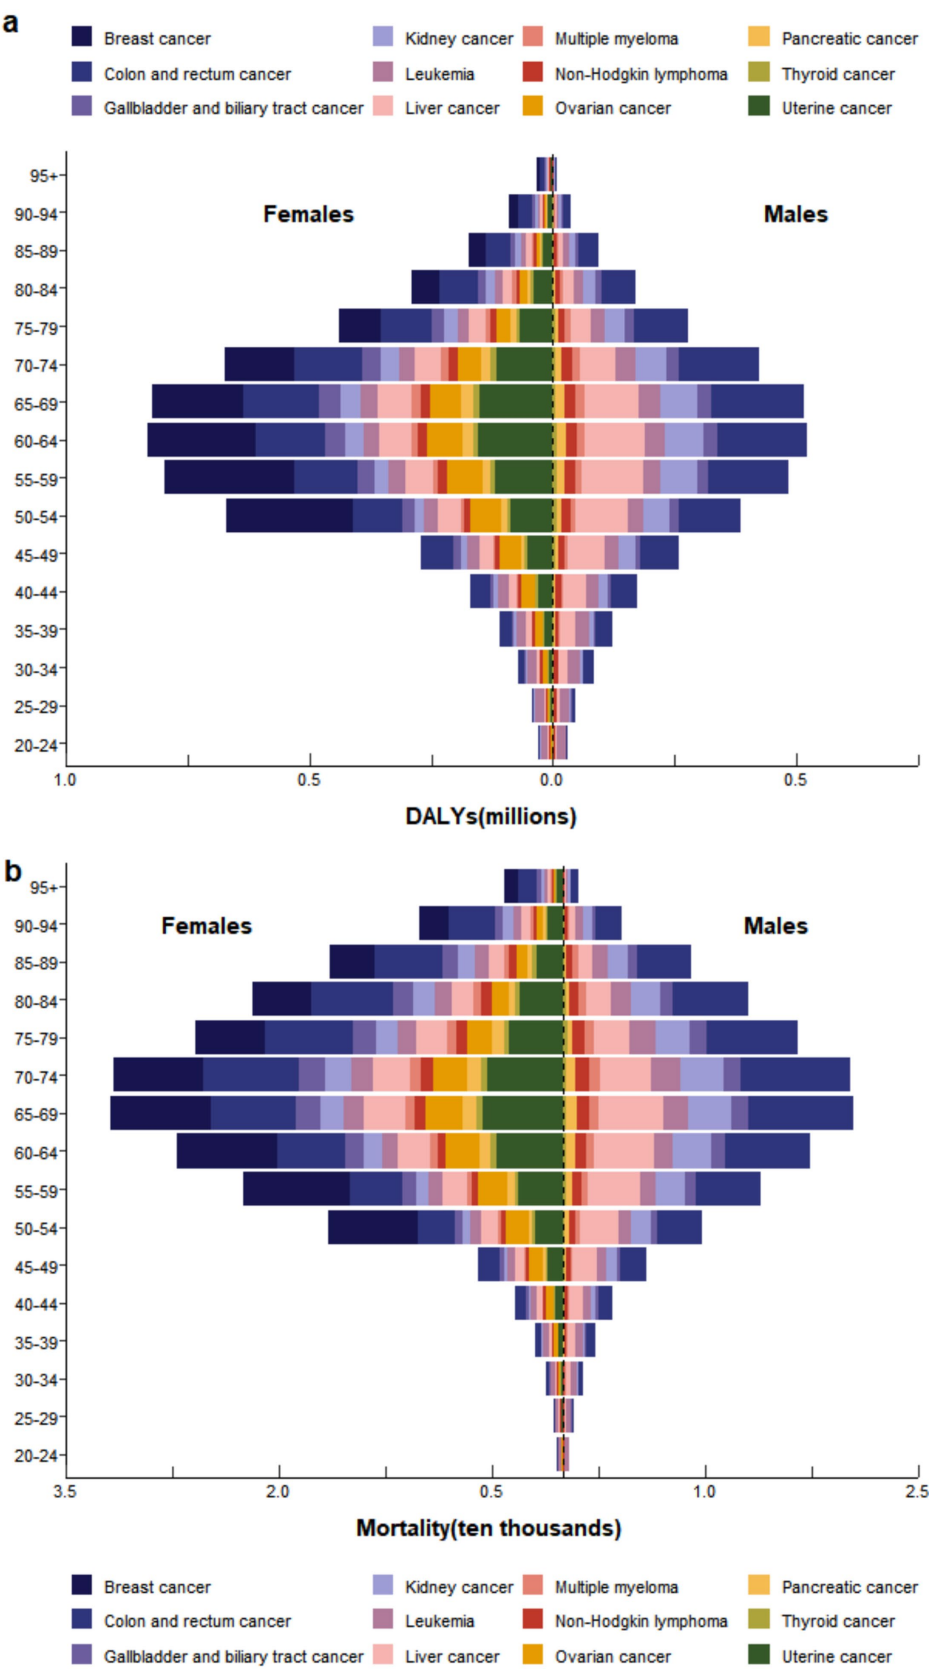 a
Breast cancer Kidney cancer Multiple myeloma Pancreatic cancer
Colon and rectum cancer Leukemia Non-Hodgkin lymphoma Thyroid cancer
Gallbladder and biliary tract cancer Liver cancer Ovarian cancer Uterine cancer
95+
Females Males
90-94
85-89
80-84
75-79
70-74
65-69
60-64
55-59
50-54
45-49
40-44
35-39
30-34
25-29
20-24
1.0 0.5 0.0 0.5
DALYs(millions)
b
95+
Females Males
90-94
85-89
80-84
75-79
70-74
65-69
60-64
55-59
50-54
45-49
40-44
35-39
30-34
25-29
20-24
3.5 2.0 0.5 1.0 2.5
Mortality(ten thousands)
Breast cancer Kidney cancer Multiple myeloma Pancreatic cancer
Colon and rectum cancer Leukemia Non-Hodgkin lymphoma Thyroid cancer
Gallbladder and biliary tract cancer Liver cancer Ovarian cancer Uterine cancer